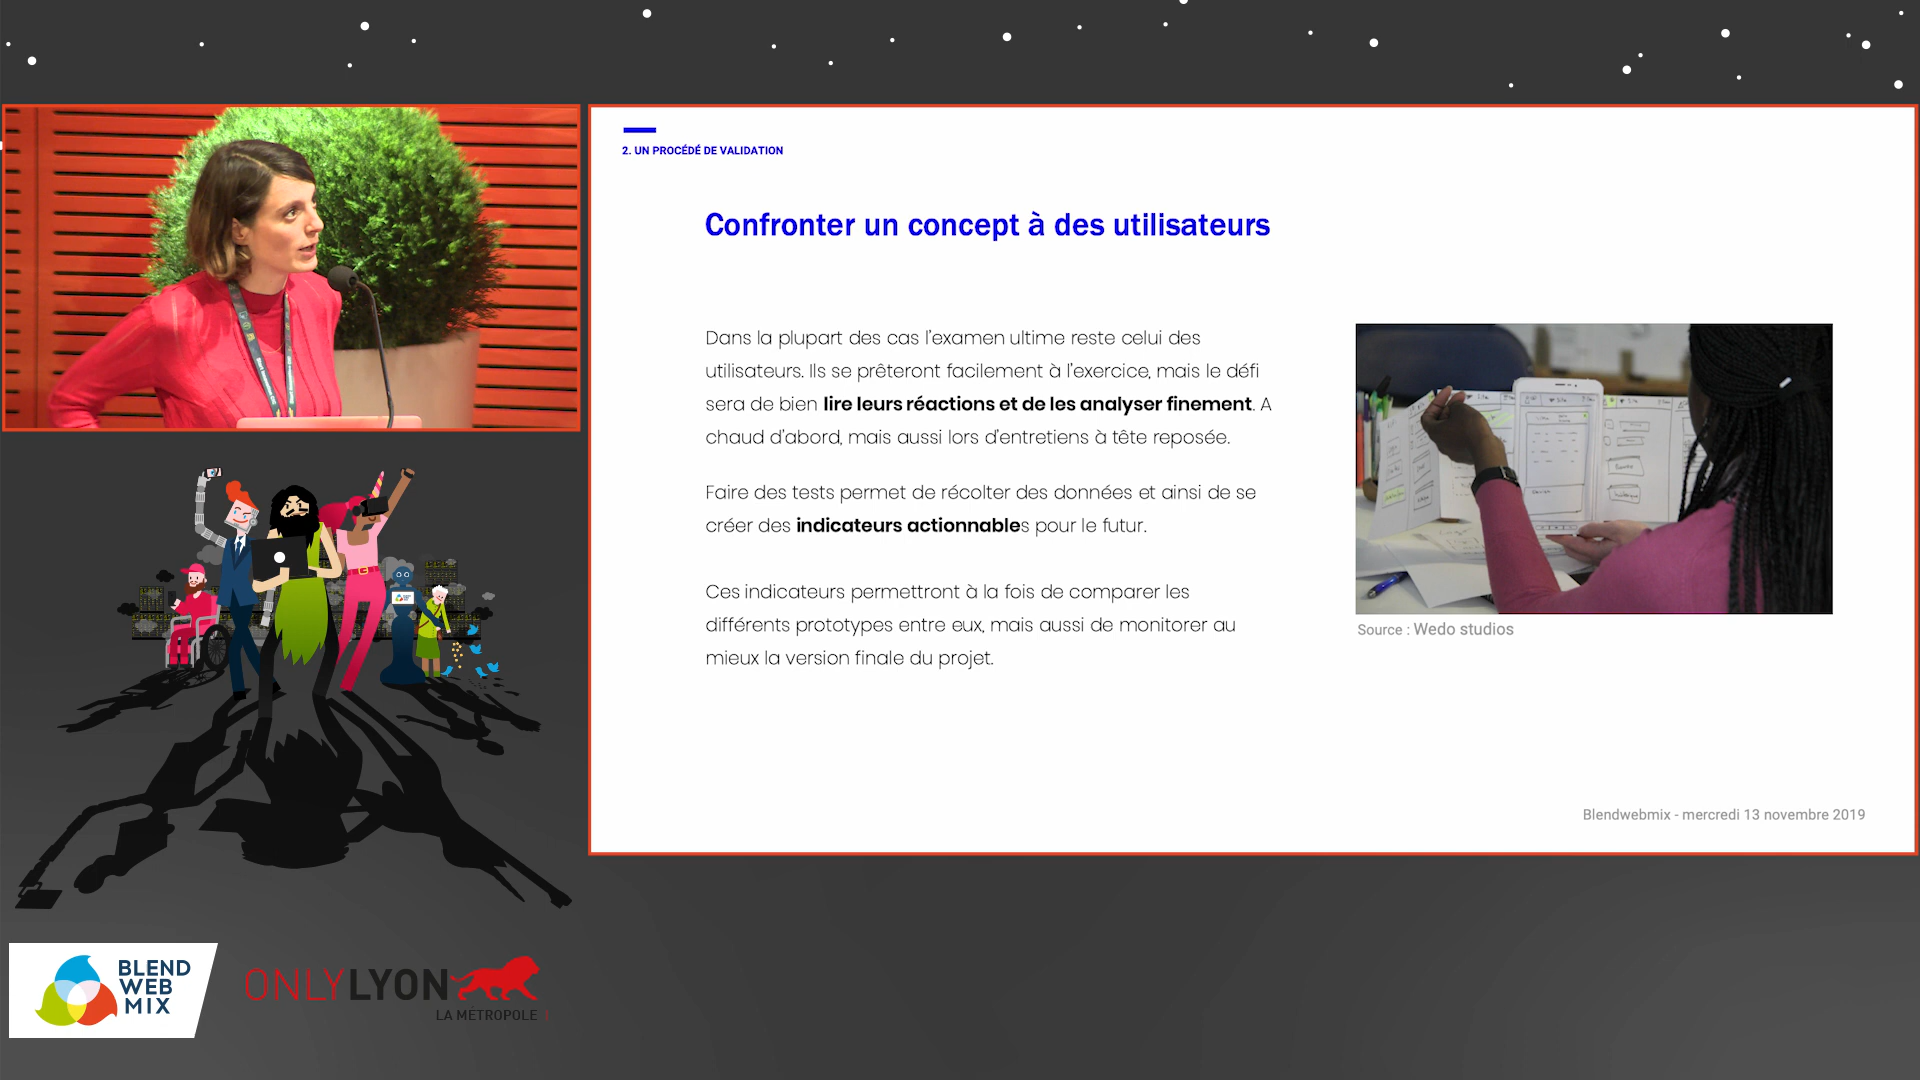 2. UN PROCÉDÉ DE VALIDATION
Confronter un concept à des utilisateurs
Dans la plupart des cas l'examen ultime reste celui des
utilisateurs. Ils se prêteront facilement à l'exercice, mais le défi
sera de bien lire leurs réactions et de les analyser finement. A
chaud d'abord, mais aussi lors d'entretiens à tête reposée.
Faire des tests permet de récolter des données et ainsi de se
créer des indicateurs actionnables pour le futur.
Ces indicateurs permettront à la fois de comparer les
différents prototypes entre eux, mais aussi de monitorer au
mieux la version finale du projet.
Source : Wedo studios
Blendwebmix - mercredi 13 novembre 2019
BLEND
WEB
MIX
ONLYLYON
LA MÉTROPOLE